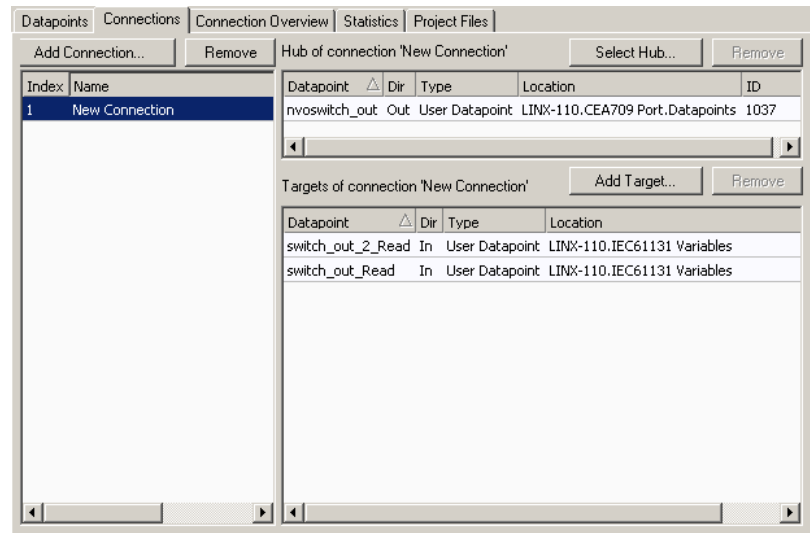 Datapoints Connections Connection Overview Statistics Project Files
Add Connection... Remove Hub of connection 'New Connection' Select Hub... Remove
Index Name
1 New Connection
Datapoint Dir Type Location ID
nvoswitch_out Out User Datapoint LINX-110.CEA709 Port.Datapoints 1037
Targets of connection 'New Connection' Add Target... Remove
Datapoint Dir Type Location
switch_out_2_Read In User Datapoint LINX-110.IEC61131 Variables
switch_out_Read In User Datapoint LINX-110.IEC61131 Variables